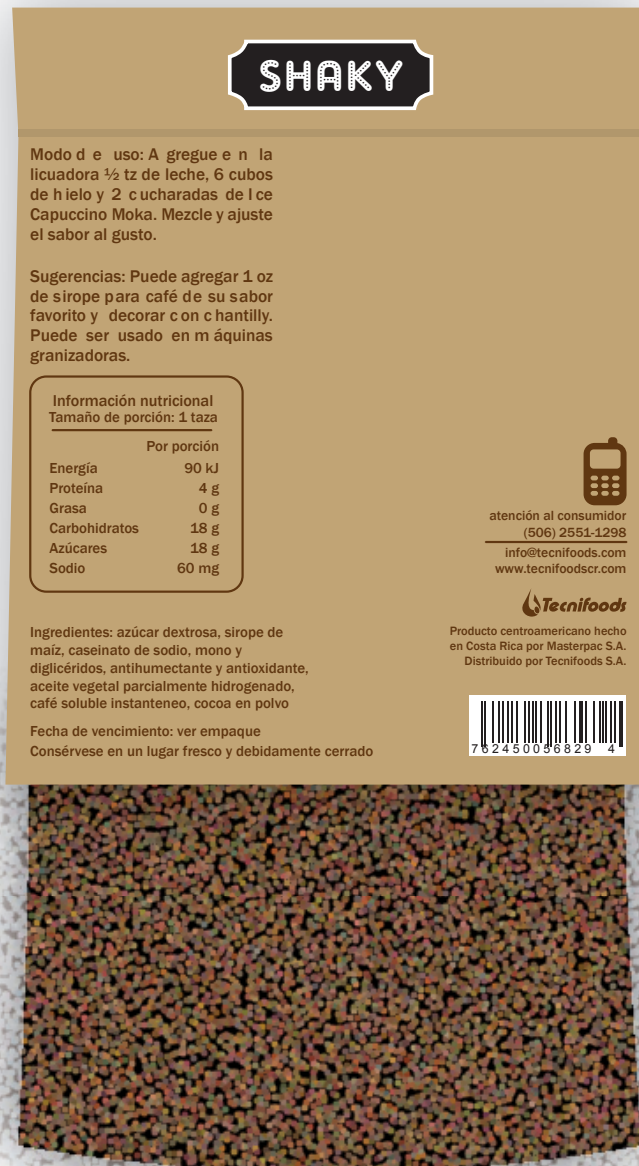 SHAKY
Modo d e uso: A gregue e n la
licuadora ½ tz de leche, 6 cubos
de h ielo y 2 c ucharadas de I ce
Capuccino Moka. Mezcle y ajuste
el sabor al gusto.
Sugerencias: Puede agregar 1 oz
de sirope para café de su sabor
favorito y decorar c on c hantilly.
Puede ser usado en m áquinas
granizadoras.
Información nutricional
Tamaño de porción: 1 taza
Por porción
Energía 90 kJ
Proteína 4 g
Grasa 0 g
Carbohidratos 18 g
Azúcares 18 g
Sodio 60 mg
Ingredientes: azúcar dextrosa, sirope de
maíz, caseinato de sodio, mono y
diglicéridos, antihumectante y antioxidante,
aceite vegetal parcialmente hidrogenado,
café soluble instanteneo, cocoa en polvo
Fecha de vencimiento: ver empaque
Consérvese en un lugar fresco y debidamente cerrado
atención al consumidor
(506) 2551-1298
info@tecnifoods.com
www.tecnifoodscr.com
Tecnifoods
Producto centroamericano hecho
en Costa Rica por Masterpac S.A.
Distribuido por Tecnifoods S.A.
7 62450056829 4